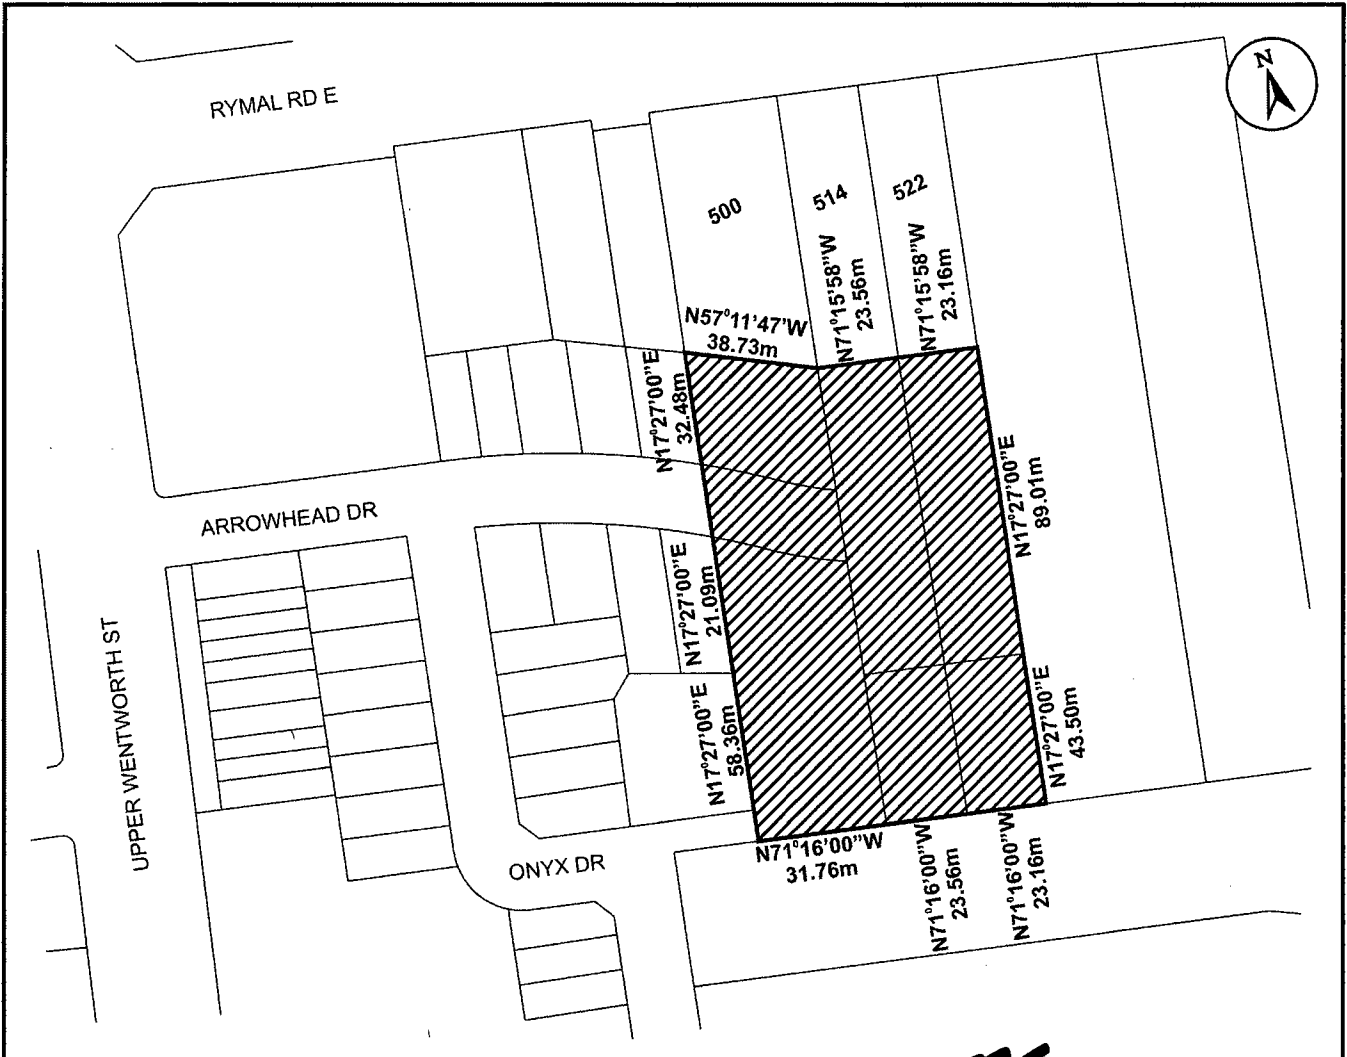 N
RYMAL RD E
500
514
522
N71°15'58"W
23.56m
N71°15'58"W
23.16m
N57°11'47'W
38.73m
N17°27'00"E
32.48m
N17°27'00"E
89.01m
ARROWHEAD DR
N17°27'00"E
21.09m
UPPER WENTWORTH ST
N17°27'00"E
58.36m
N17°27'00"E
43.50m
ONYX DR
N71°16'00"W
31.76m
N71°16'00"W
23.56m
N71°16'00"W
23.16m